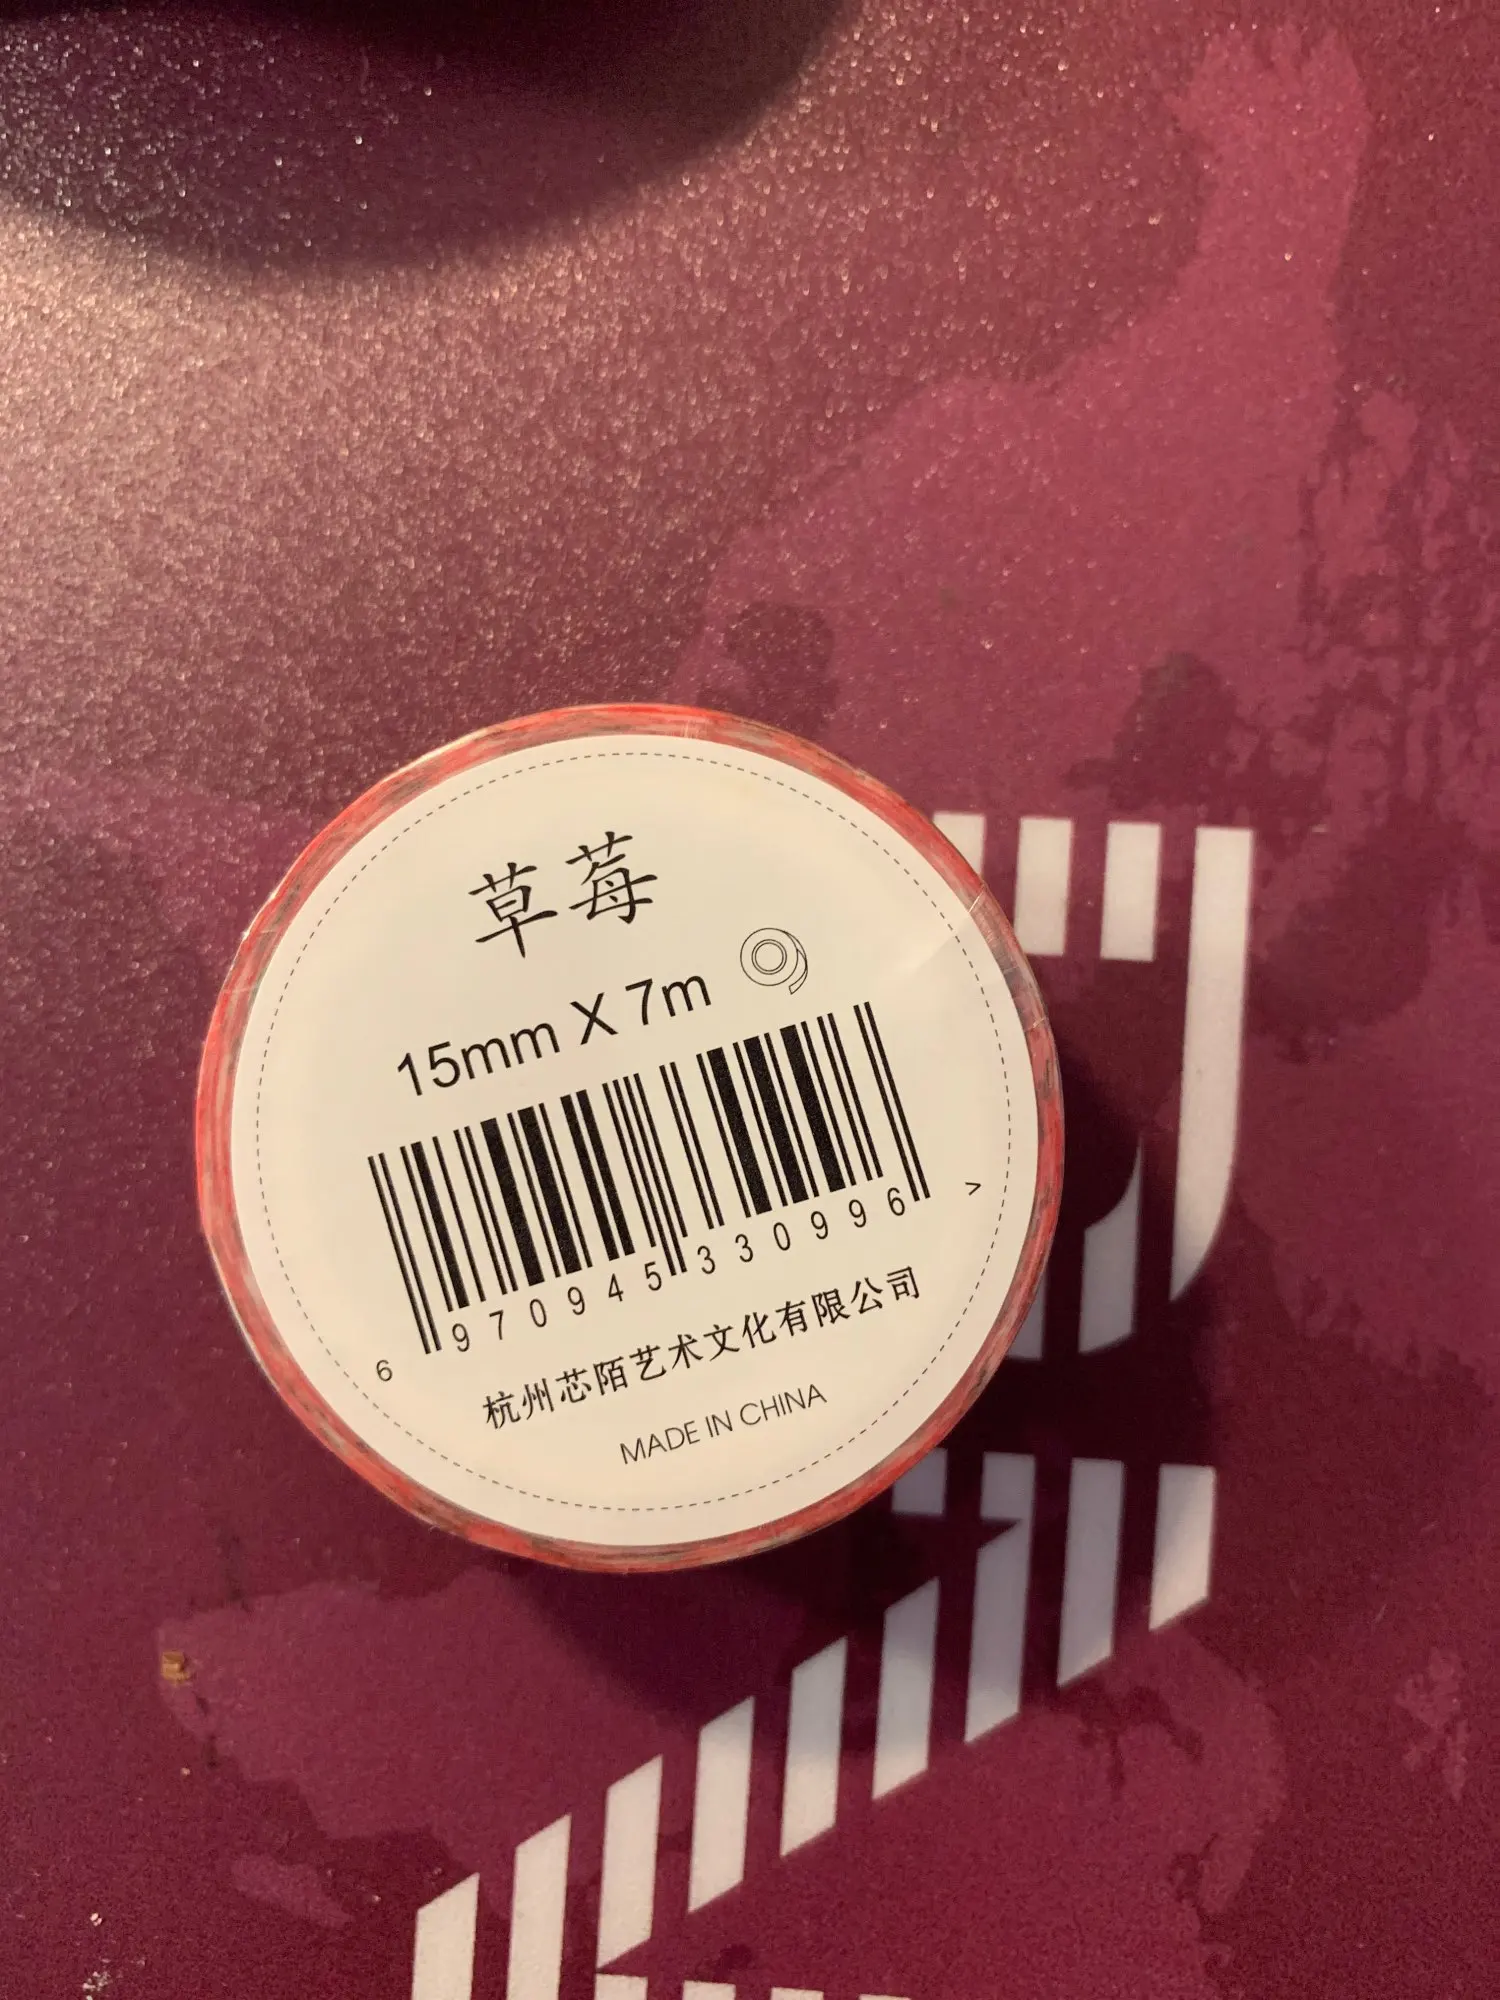 草莓
15mm X 7m
6 970945 330996 >
杭州芯陌艺术文化有限公司
MADE IN CHINA